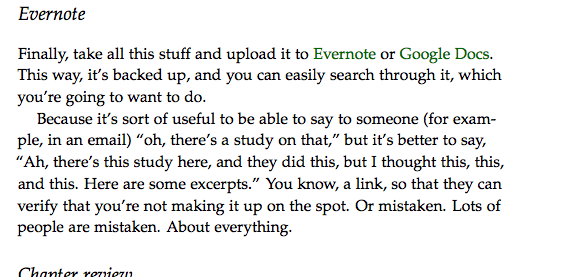 Evernote
Finally, take all this stuff and upload it to Evernote or Google Docs.
This way, it's backed up, and you can easily search through it, which
you're going to want to do.
Because it's sort of useful to be able to say to someone (for exam-
ple, in an email) “oh, there's a study on that,” but it's better to say,
“Ah, there's this study here, and they did this, but I thought this, this,
and this. Here are some excerpts.” You know, a link, so that they can
verify that you're not making it up on the spot. Or mistaken. Lots of
people are mistaken. About everything.
Chapter review